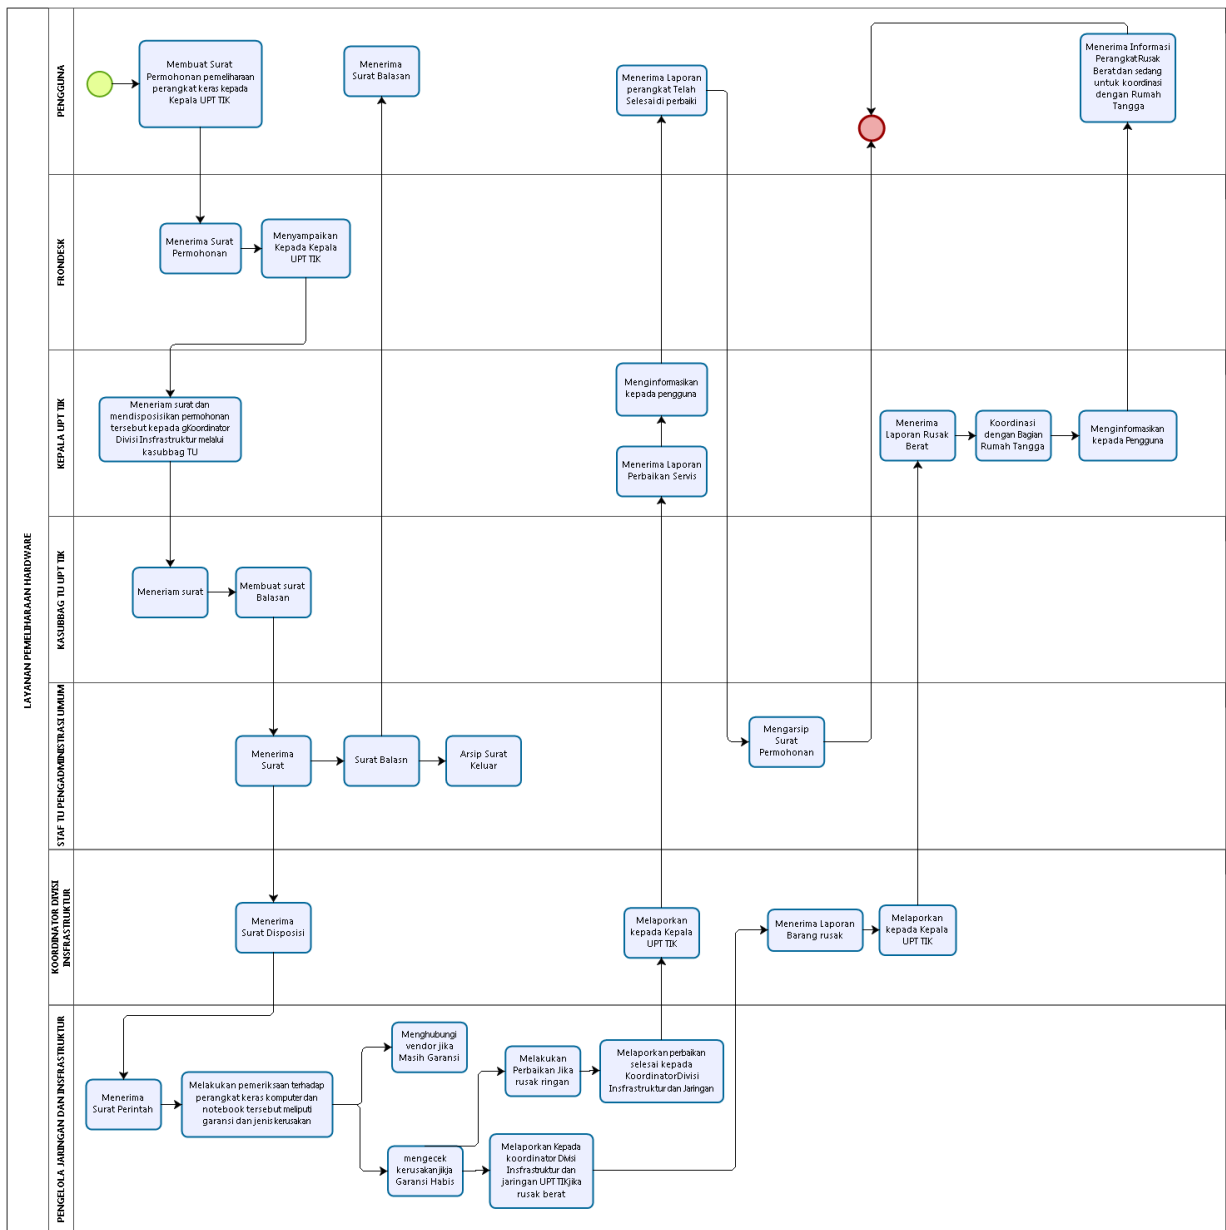 LAYANAN PEMELIHARAAN HARDWARE
PENGGUNA
Membuat Surat
Permohonan pemeliharaan
perangkat keras kepada
Kepala UPT TIK
Menerima
Surat Balasan
Menerima Laporan
perangkat Telah
Selesai di perbaiki
Menerima Informasi
Perangkat Rusak
Berat dan sedang
untuk koordinasi
dengan Rumah
Tangga
FRONDESK
Menerima Surat
Permohonan
Menyampaikan
Kepada Kepala
UPT TIK
KEPALA UPT TIK
Meneriam surat dan
mendisposisikan permohonan
tersebut kepada gKoordinator
Divisi Insfrastruktur melalui
kasubbag TU
Menginformasikan
kepada pengguna
Menerima Laporan
Perbaikan Servis
Menerima
Laporan Rusak
Berat
Koordinasi
dengan Bagian
Rumah Tangga
Menginformasikan
kepada Pengguna
KASUBBAG TU UPT TIK
Meneriam surat
Membuat surat
Balasan
STAF TU PENGADMINISTRASI UMUM
Menerima
Surat
Surat Balasn
Arsip Surat
Keluar
Mengarsip
Surat
Permohonan
KOORDINATOR DIVISI
INSFRASTRUKTUR
Menerima
Surat Disposisi
Melaporkan
kepada Kepala
UPT TIK
Menerima Laporan
Barang rusak
Melaporkan
kepada Kepala
UPT TIK
PENGELOLA JARINGAN DAN INSFRASTRUKTUR
Menerima
Surat Perintah
Melakukan pemeriksaan terhadap
perangkat keras komputer dan
notebook tersebut meliputi
garansi dan jenis kerusakan
Menghubungi
vendor jika
Masih Garansi
mengecek
kerusakan jikja
Garansi Habis
Melakukan
Perbaikan Jika
rusak ringan
Melaporkan perbaikan
selesai kepada
Koordinator Divisi
Insfrastruktur dan Jaringan
Melaporkan Kepada
koordinator Divisi
Insfrastruktur dan
jaringan UPT TIK jika
rusak berat